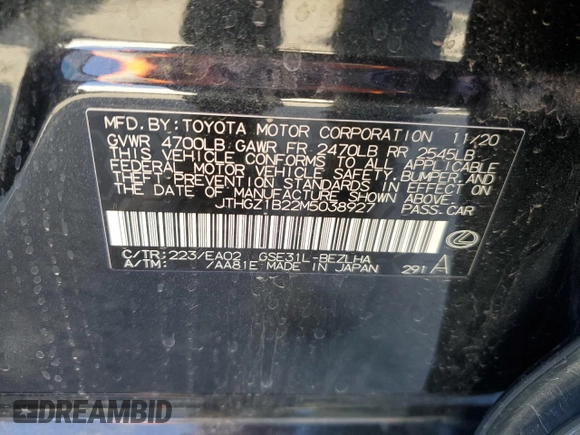 MFD. BY: TOYOTA MOTOR CORPORATION 11/20
GVWR 4700LB GAWR FR 2470LB RR 2545LB
THIS VEHICLE CONFORMS TO ALL APPLICABLE
FEDERAL MOTOR VEHICLE SAFETY, BUMPER, AND
THEFT PREVENTION STANDARDS IN EFFECT ON
THE DATE OF MANUFACTURE SHOWN ABOVE.
JTHGZ1B22M5038927 PASS. CAR
C/TR: 223/EA02 GSE31L-BEZLHA
A/TM: /AA81E MADE IN JAPAN 291 A
DREAMBID